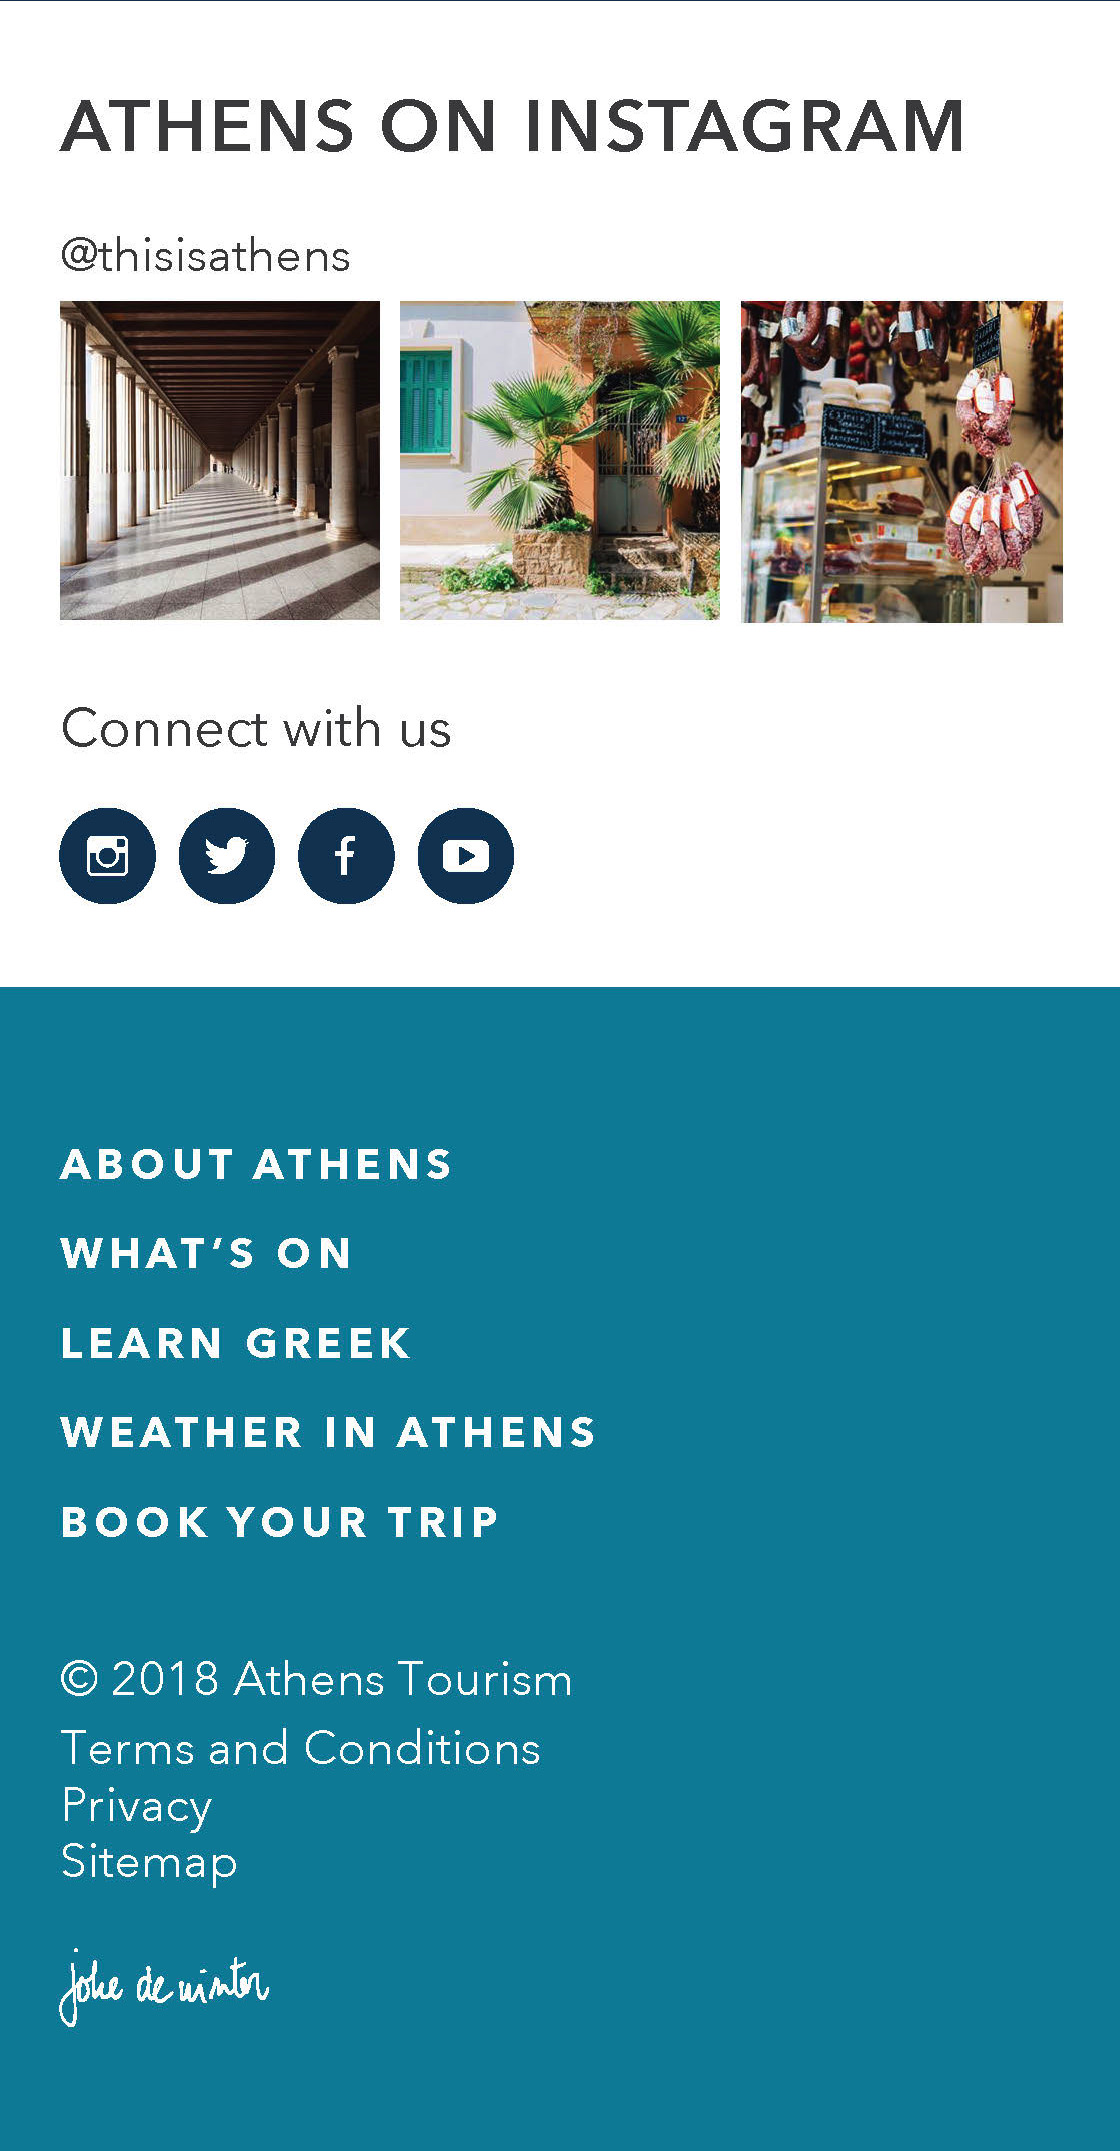 ATHENS ON INSTAGRAM
@thisisathens
Connect with us
ABOUT ATHENS
WHAT’S ON
LEARN GREEK
WEATHER IN ATHENS
BOOK YOUR TRIP
© 2018 Athens Tourism
Terms and Conditions
Privacy
Sitemap
joke de winter